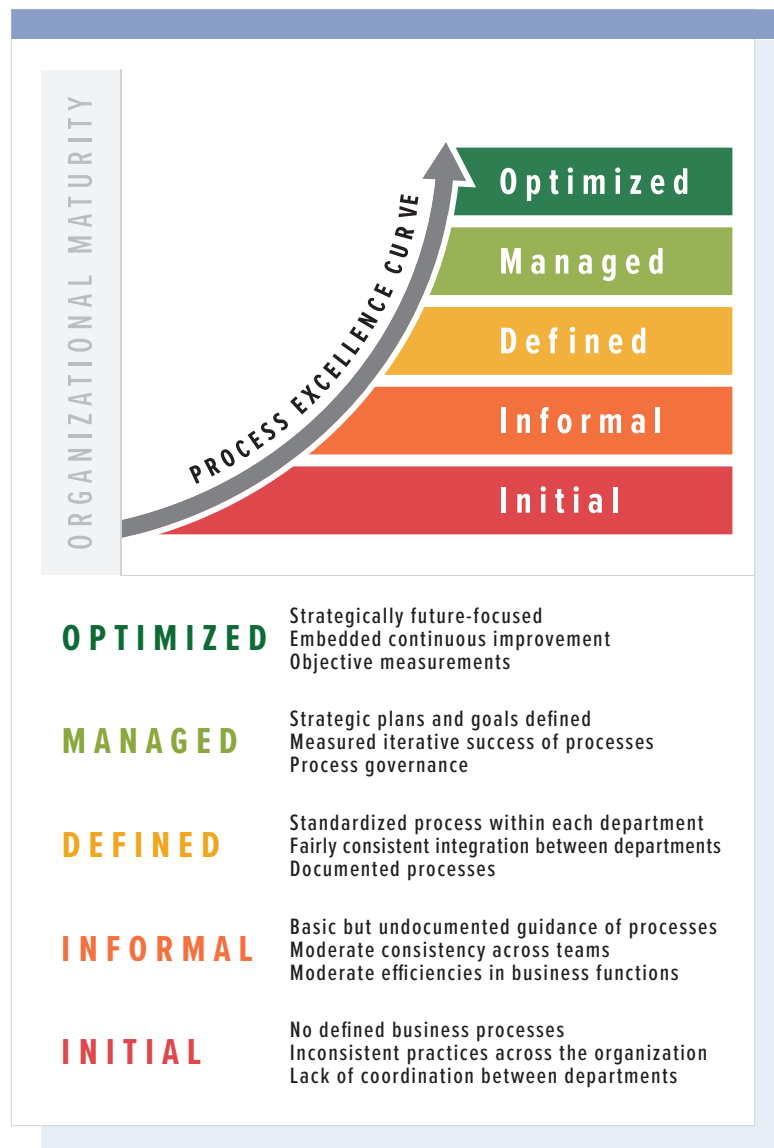 ORGANIZATIONAL MATURITY
PROCESS EXCELLENCE CURVE
Optimized
Managed
Defined
Informal
Initial
OPTIMIZED
Strategically future-focused
Embedded continuous improvement
Objective measurements
MANAGED
Strategic plans and goals defined
Measured iterative success of processes
Process governance
DEFINED
Standardized process within each department
Fairly consistent integration between departments
Documented processes
INFORMAL
Basic but undocumented guidance of processes
Moderate consistency across teams
Moderate efficiencies in business functions
INITIAL
No defined business processes
Inconsistent practices across the organization
Lack of coordination between departments